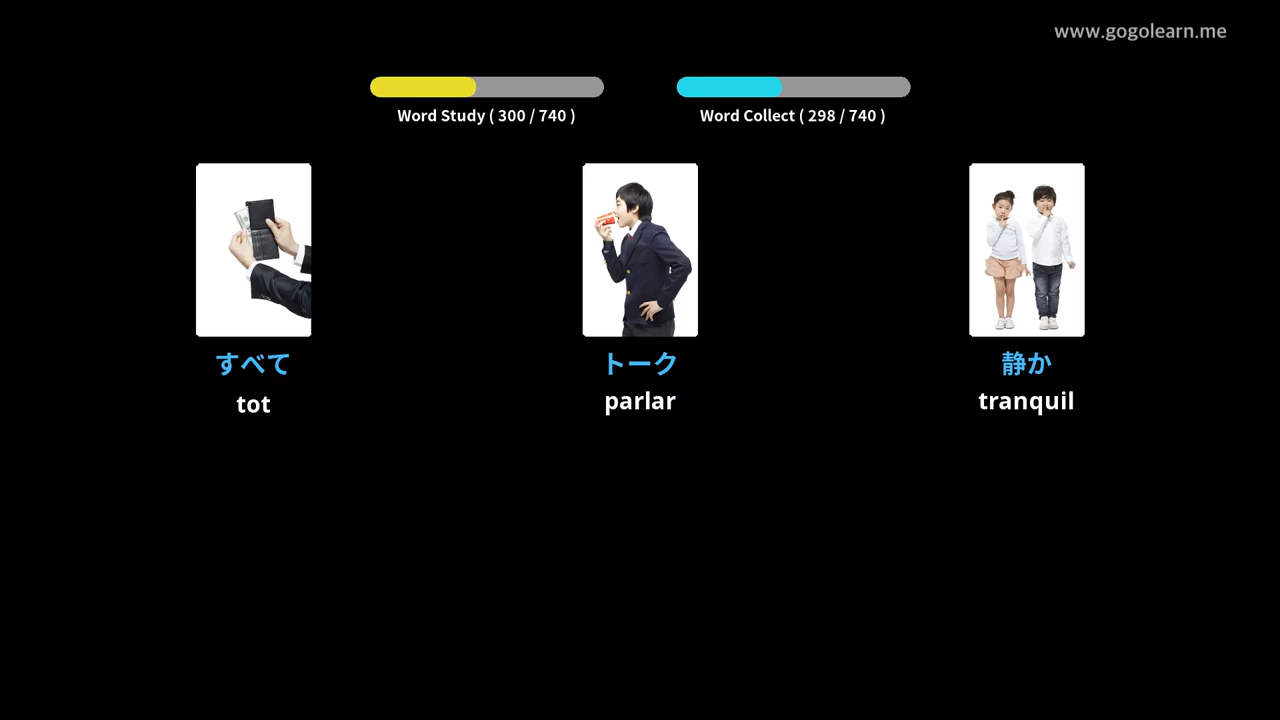 www.gogolearn.me
Word Study ( 300 / 740 )
Word Collect ( 298 / 740 )
すべて
トーク
静か
tot
parlar
tranquil